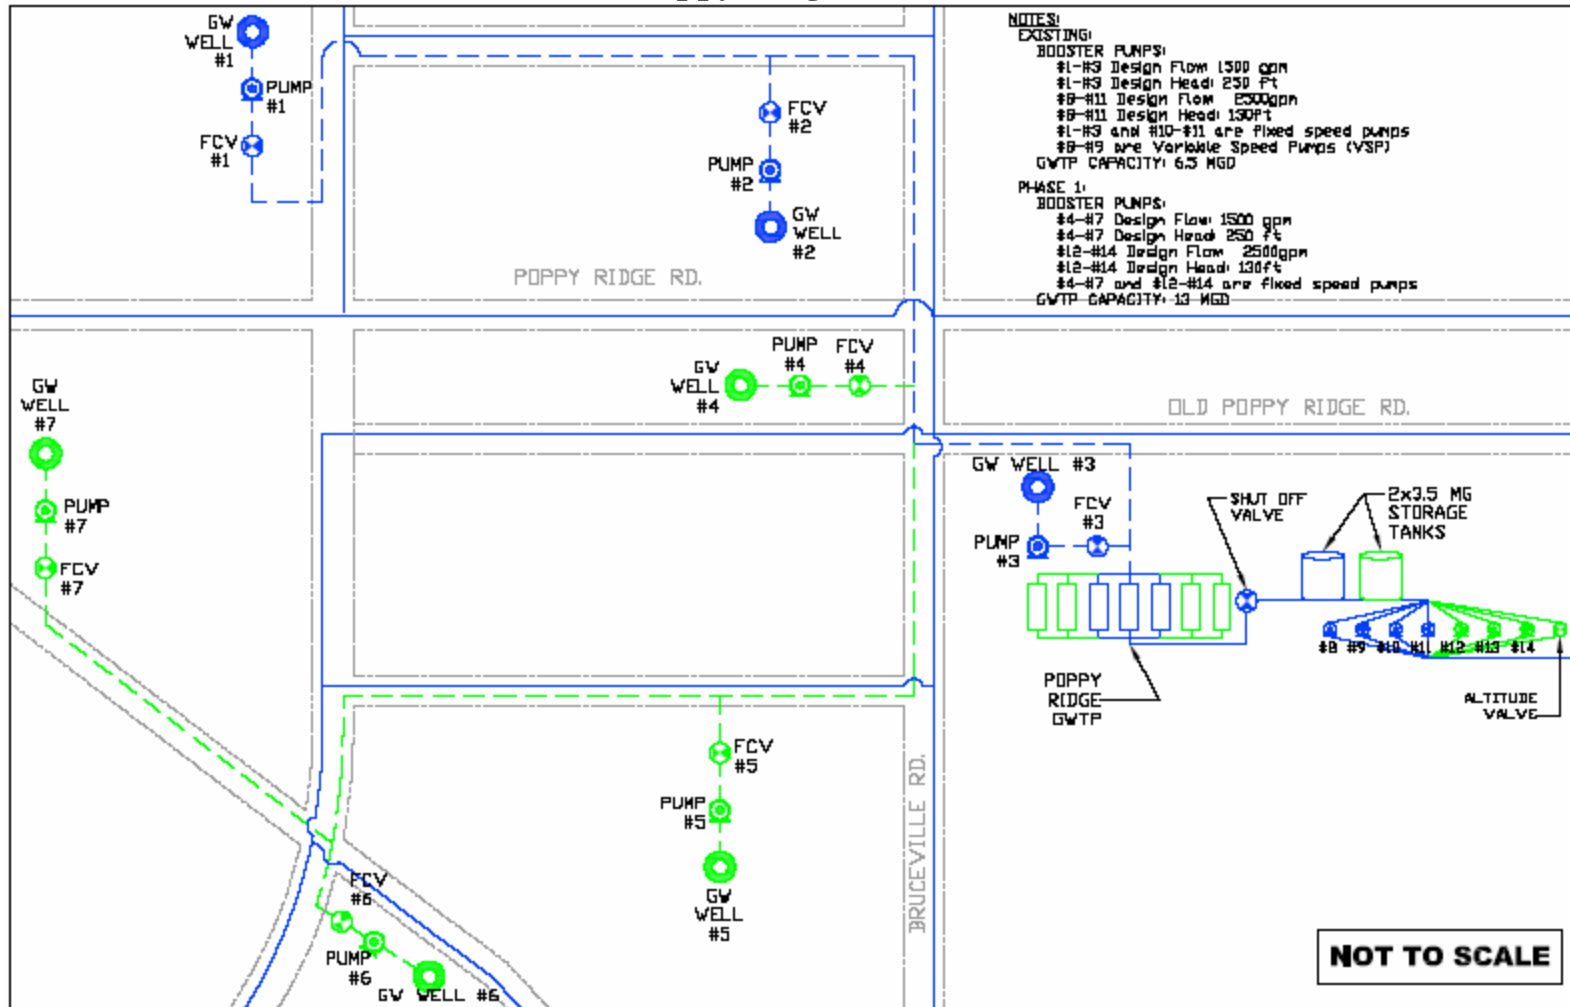 GW
WELL
#1
PUMP
#1
FCV
#1
FCV
#2
PUMP
#2
GW
WELL
#2
POPPY RIDGE RD.
NOTES:
EXISTING:
BOOSTER PUMPS:
#1-#3 Design Flow 1500 gpm
#1-#3 Design Head: 250 ft
#8-#11 Design Flow 2500gpm
#8-#11 Design Head: 130ft
#1-#3 and #10-#11 are fixed speed pumps
#8-#9 are Variable Speed Pumps (VSP)
GWTP CAPACITY: 6.5 MGD
PHASE 1:
BOOSTER PUMPS:
#4-#7 Design Flow: 1500 gpm
#4-#7 Design Head: 250 ft
#12-#14 Design Flow 2500gpm
#12-#14 Design Head: 130ft
#4-#7 and #12-#14 are fixed speed pumps
GWTP CAPACITY: 13 MGD
GW
WELL
#7
PUMP
#7
FCV
#7
GW
WELL
#4
PUMP
#4
FCV
#4
OLD POPPY RIDGE RD.
GW WELL #3
FCV
#3
PUMP
#3
SHUT OFF
VALVE
2x3.5 MG
STORAGE
TANKS
#8 #9 #10 #11 #12 #13 #14
POPPY
RIDGE
GWTP
ALTITUDE
VALVE
FCV
#5
PUMP
#5
GW
WELL
#5
BRUCEVILLE RD.
FCV
#6
PUMP
#6
GW WELL #6
NOT TO SCALE